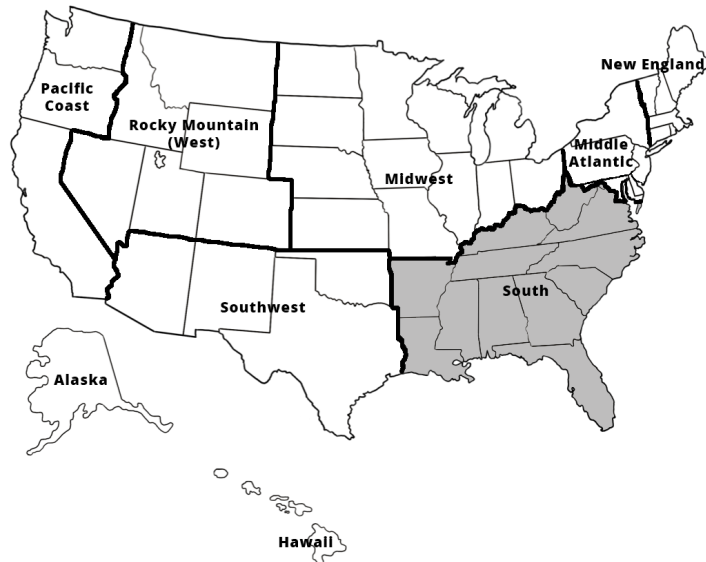 New England
Pacific
Coast
Rocky Mountain
(West)
Middle
Atlantic
Midwest
South
Southwest
Alaska
Hawaii